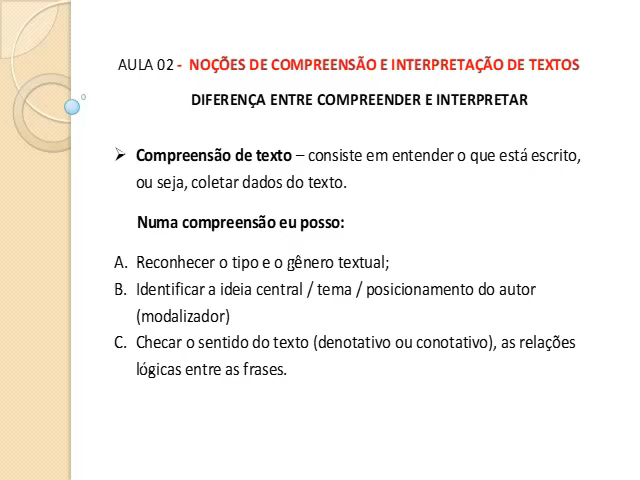 AULA 02 - NOÇÕES DE COMPREENSÃO E INTERPRETAÇÃO DE TEXTOS
DIFERENÇA ENTRE COMPREENDER E INTERPRETAR
➢ Compreensão de texto – consiste em entender o que está escrito,
ou seja, coletar dados do texto.
Numa compreensão eu posso:
A. Reconhecer o tipo e o gênero textual;
B. Identificar a ideia central / tema / posicionamento do autor
(modalizador)
C. Checar o sentido do texto (denotativo ou conotativo), as relações
lógicas entre as frases.